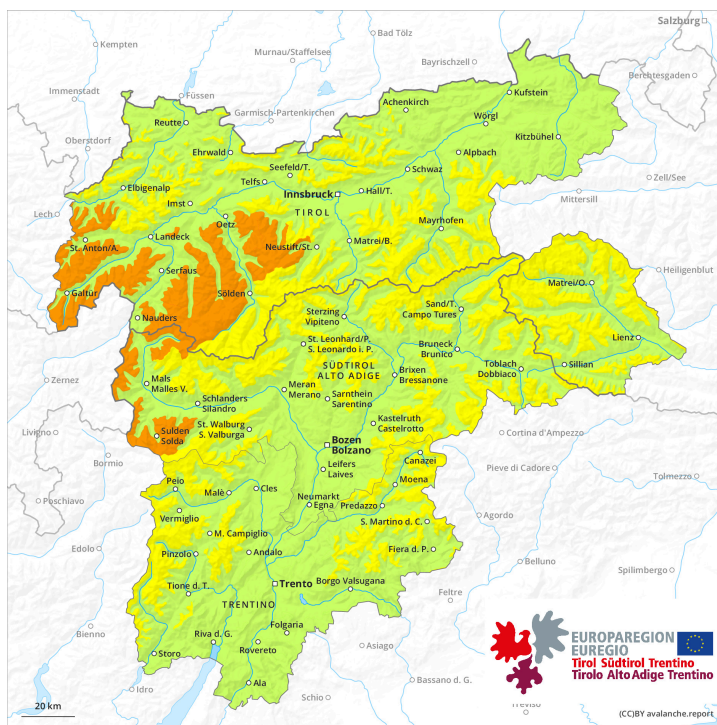 Salzburg
Kempten
Bad Tölz
Murnau/Staffelsee
Bayrischzell
Berchtesgaden
Immenstadt
Füssen
Garmisch-Partenkirchen
Achenkirch
Kufstein
Reutte
Wörgl
Oberstdorf
Ehrwald
Kitzbühel
Alpbach
Seefeld/T.
Schwaz
Telfs
Elbigenalp
Innsbruck
Hall/T.
Zell/See
Mittersill
Imst
TIROL
Lech
Oetz
Mayrhofen
St. Anton/A.
Landeck
Neustift/St.
Matrei/B.
Serfaus
Heiligenblut
Galtür
Sölden
Matrei/O.
Nauders
Sterzing
Vipiteno
Sand/T.
Campo Tures
Lienz
St. Leonhard/P.
S. Leonardo i. P.
Bruneck
Brunico
Toblach
Dobbiaco
Sillian
SÜDTIROL
ALTO ADIGE
Brixen
Bressanone
Zernez
Mals
Malles V.
Meran
Merano
Schlanders
Silandro
Sarnthein
Sarentino
St. Walburg
S. Valburga
Kastelruth
Castelrotto
Livigno
Sulden
Solda
Bozen
Bolzano
Cortina d'Ampezzo
Bormio
Canazei
Leifers
Laives
Pieve di Cadore
Tolmezzo
Peio
Malè
Cles
Moena
Poschiavo
Neumarkt
Egna
Predazzo
Vermiglio
Agordo
S. Martino d. C.
M. Campiglio
Edolo
Pinzolo
Andalo
Fiera d. P.
Belluno
Spilimbergo
Tione d. T.
Trento
Borgo Valsugana
Feltre
TRENTINO
Folgaria
Bienno
Riva d. G.
Rovereto
Asiago
Storo
Bassano d. G.
Idro
Ala
Schio
Treviso
EUROPAREGION
EUREGIO
Tirol Südtirol Trentino
Tirolo Alto Adige Trentino
20 km
(CC)BY avalanche.report